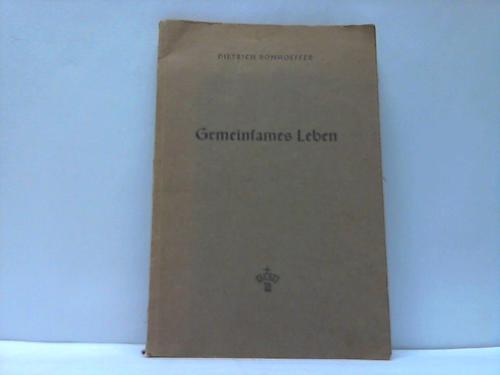 DIETRICH BONHOEFFER
Gemeinsames Leben